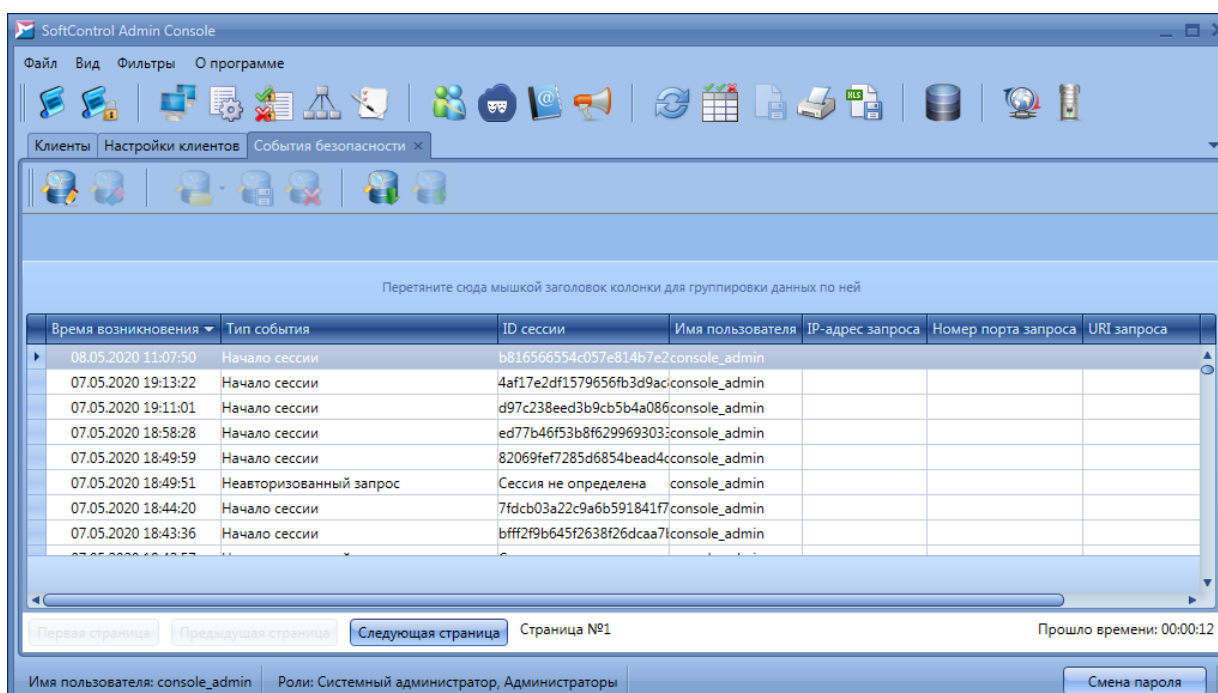 SoftControl Admin Console
Файл Вид Фильтры О программе
XLS
Клиенты Настройки клиентов События безопасности
Перетяните сюда мышкой заголовок колонки для группировки данных по ней
Время возникновения Тип события ID сессии Имя пользователя IP-адрес запроса Номер порта запроса URI запроса
08.05.2020 11:07:50 Начало сессии b816566554c057e814b7e2 console_admin
07.05.2020 19:13:22 Начало сессии 4af17e2df1579656fb3d9ac console_admin
07.05.2020 19:11:01 Начало сессии d97c238eed3b9cb5b4a086 console_admin
07.05.2020 18:58:28 Начало сессии ed77b46f53b8f629969303 console_admin
07.05.2020 18:49:59 Начало сессии 82069fef7285d6854bead4 console_admin
07.05.2020 18:49:51 Неавторизованный запрос Сессия не определена console_admin
07.05.2020 18:44:20 Начало сессии 7fdcb03a22c9a6b591841f7 console_admin
07.05.2020 18:43:36 Начало сессии bfff2f9b645f2638f26dcaa7 console_admin
Первая страница Предыдущая страница Следующая страница Страница №1 Прошло времени: 00:00:12
Имя пользователя: console_admin Роли: Системный администратор, Администраторы Смена пароля